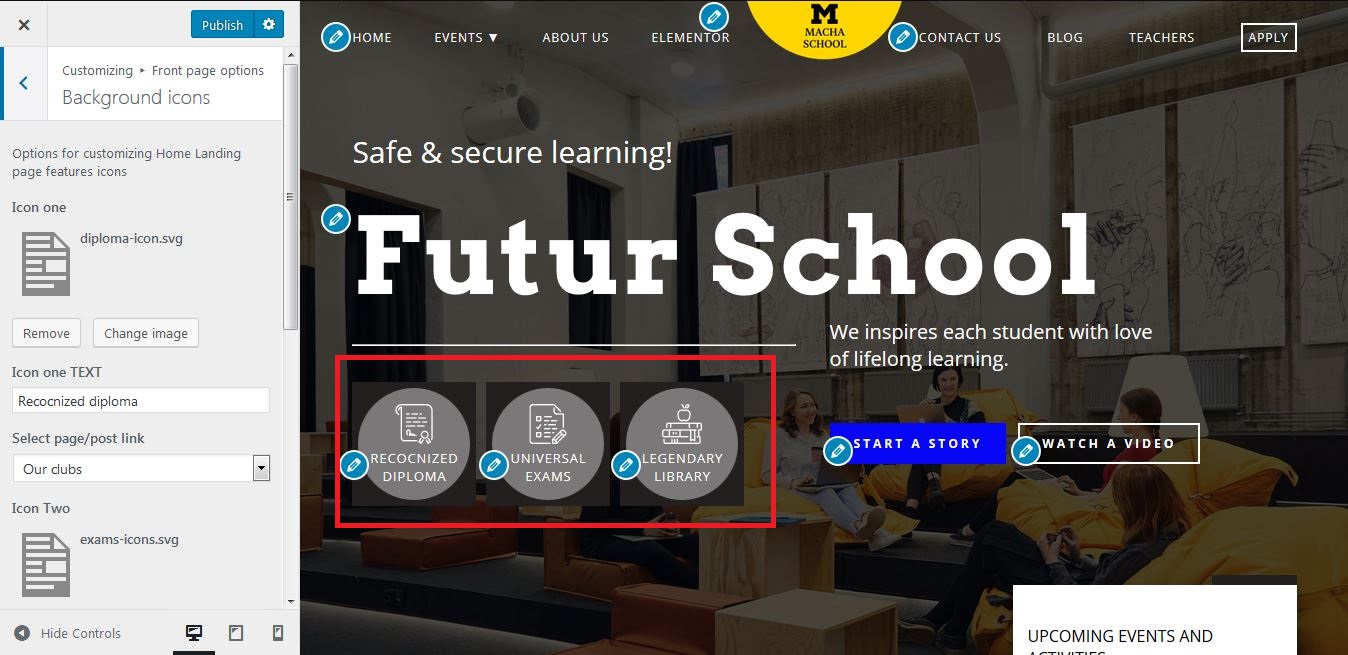 Publish
Customizing ▸ Front page options
Background icons
Options for customizing Home Landing
page features icons
Icon one
diploma-icon.svg
Remove
Change image
Icon one TEXT
Recocnized diploma
Select page/post link
Our clubs
Icon Two
exams-icons.svg
Hide Controls
HOME
EVENTS ▼
ABOUT US
ELEMENTOR
M
MACHA
SCHOOL
CONTACT US
BLOG
TEACHERS
APPLY
Safe & secure learning!
Futur School
We inspires each student with love
of lifelong learning.
RECOCNIZED
DIPLOMA
UNIVERSAL
EXAMS
LEGENDARY
LIBRARY
START A STORY
WATCH A VIDEO
UPCOMING EVENTS AND
ACTIVITIES